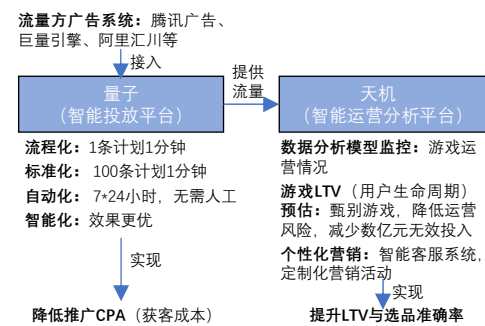 流量方广告系统：腾讯广告、
巨量引擎、阿里汇川等
接入
量子
（智能投放平台）
提供
流量
天机
（智能运营分析平台）
流程化：1条计划1分钟
标准化：100条计划1分钟
自动化：7*24小时，无需人工
智能化：效果更优
实现
降低推广CPA（获客成本）
数据分析模型监控：游戏运
营情况
游戏LTV（用户生命周期）
预估：甄别游戏，降低运营
风险，减少数亿元无效投入
个性化营销：智能客服系统，
定制化营销活动
实现
提升LTV与选品准确率